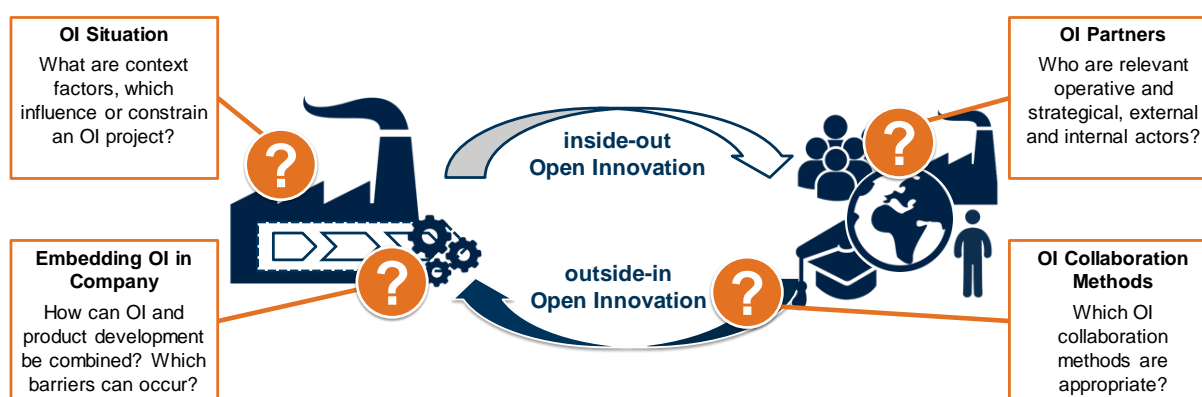 OI Situation
What are context
factors, which
influence or constrain
an OI project?
OI Partners
Who are relevant
operative and
strategical, external
and internal actors?
?
?
inside-out
Open Innovation
Embedding OI in
Company
How can OI and
product development
be combined? Which
barriers can occur?
?
outside-in
Open Innovation
?
OI Collaboration
Methods
Which OI
collaboration
methods are
appropriate?